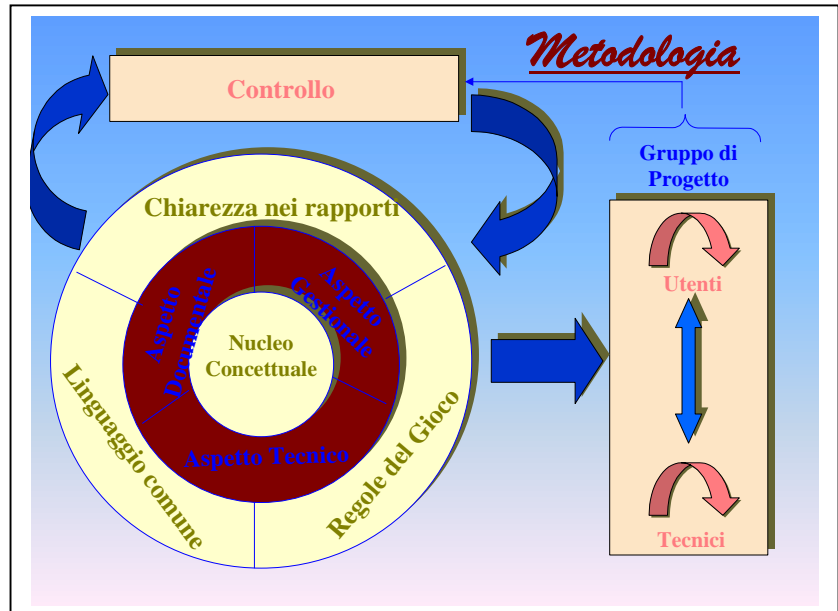 Metodologia
Controllo
Gruppo di
Progetto
Chiarezza nei rapporti
Aspetto
Documentale
Aspetto
Gestionale
Nucleo
Concettuale
Aspetto Tecnico
Linguaggio comune
Regole del Gioco
Utenti
Tecnici